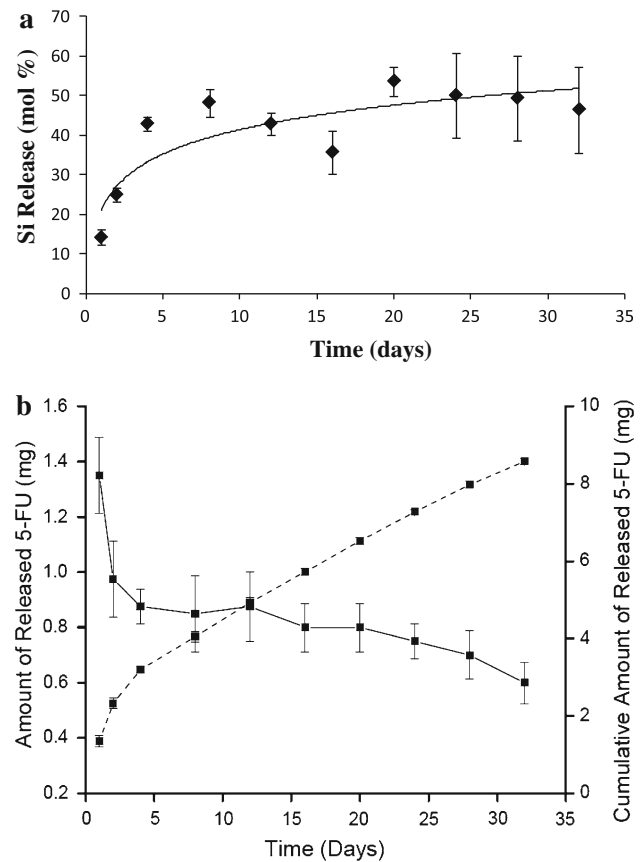 a
Si Release (mol %)
70
60
50
40
30
20
10
0
0 5 10 15 20 25 30 35
Time (days)
b
Amount of Released 5-FU (mg)
1.6
1.4
1.2
1.0
0.8
0.6
0.4
0.2
10
8
6
4
2
0
Cumulative Amount of Released 5-FU (mg)
0 5 10 15 20 25 30 35
Time (Days)